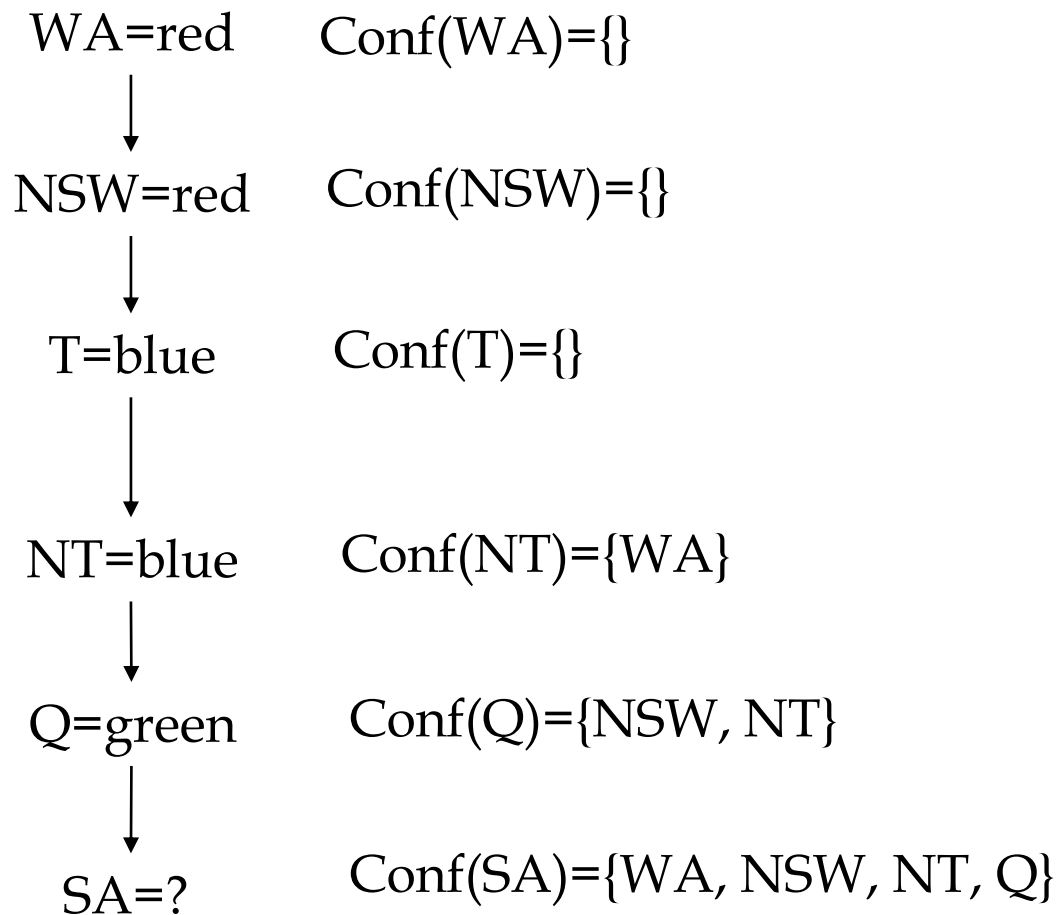 WA=red Conf(WA)={}
NSW=red Conf(NSW)={}
T=blue Conf(T)={}
NT=blue Conf(NT)={WA}
Q=green Conf(Q)={NSW, NT}
SA=? Conf(SA)={WA, NSW, NT, Q}